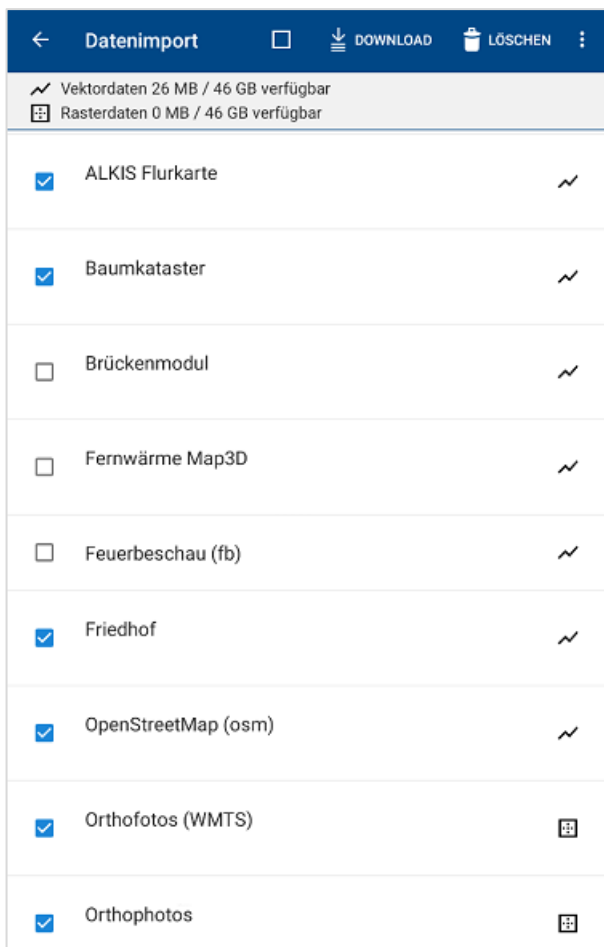 Datenimport DOWNLOAD LÖSCHEN
Vektordaten 26 MB / 46 GB verfügbar
Rasterdaten 0 MB / 46 GB verfügbar
ALKIS Flurkarte
Baumkataster
Brückenmodul
Fernwärme Map3D
Feuerbeschau (fb)
Friedhof
OpenStreetMap (osm)
Orthofotos (WMTS)
Orthophotos